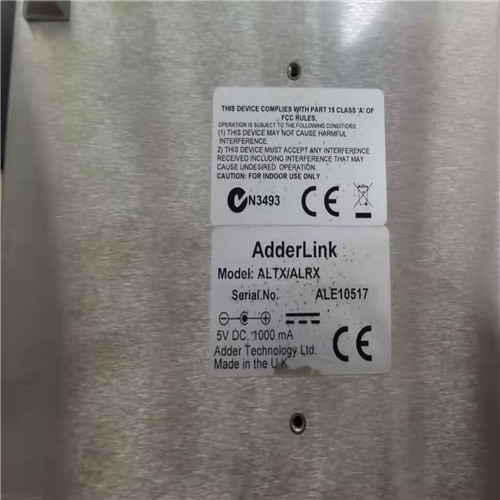 THIS DEVICE COMPLIES WITH PART 15 CLASS 'A' OF
FCC RULES.
OPERATION IS SUBJECT TO THE FOLLOWING CONDITIONS:
(1) THIS DEVICE MAY NOT CAUSE HARMFUL
INTERFERENCE.
2) THIS DEVICE MUST ACCEPT ANY INTERFERENCE
RECEIVED INCLUDING INTERFERENCE THAT MAY
CAUSE UNDESIRED OPERATION.
CAUTION: FOR INDOOR USE ONLY
N3493 CE
AdderLink
Model: ALTX/ALRX
Serial No. ALE10517
5V DC, 1000 mA
Adder Technology Ltd.
Made in the U.K
CE